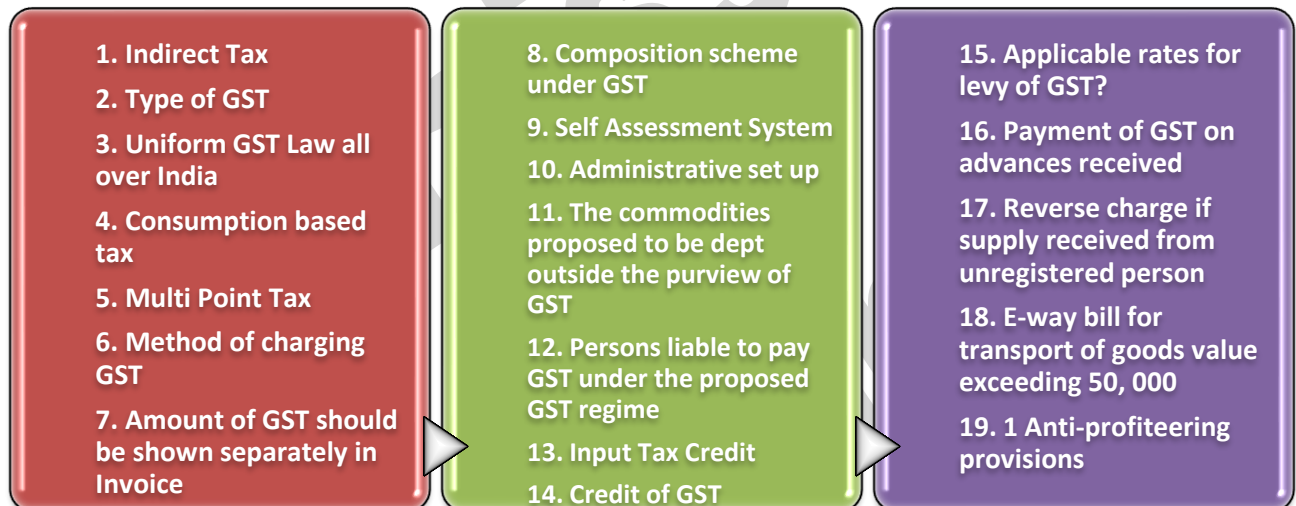 1. Indirect Tax
2. Type of GST
3. Uniform GST Law all
over India
4. Consumption based
tax
5. Multi Point Tax
6. Method of charging
GST
7. Amount of GST should
be shown separately in
Invoice
8. Composition scheme
under GST
9. Self Assessment System
10. Administrative set up
11. The commodities
proposed to be dept
outside the purview of
GST
12. Persons liable to pay
GST under the proposed
GST regime
13. Input Tax Credit
14. Credit of GST
15. Applicable rates for
levy of GST?
16. Payment of GST on
advances received
17. Reverse charge if
supply received from
unregistered person
18. E-way bill for
transport of goods value
exceeding 50, 000
19. 1 Anti-profiteering
provisions